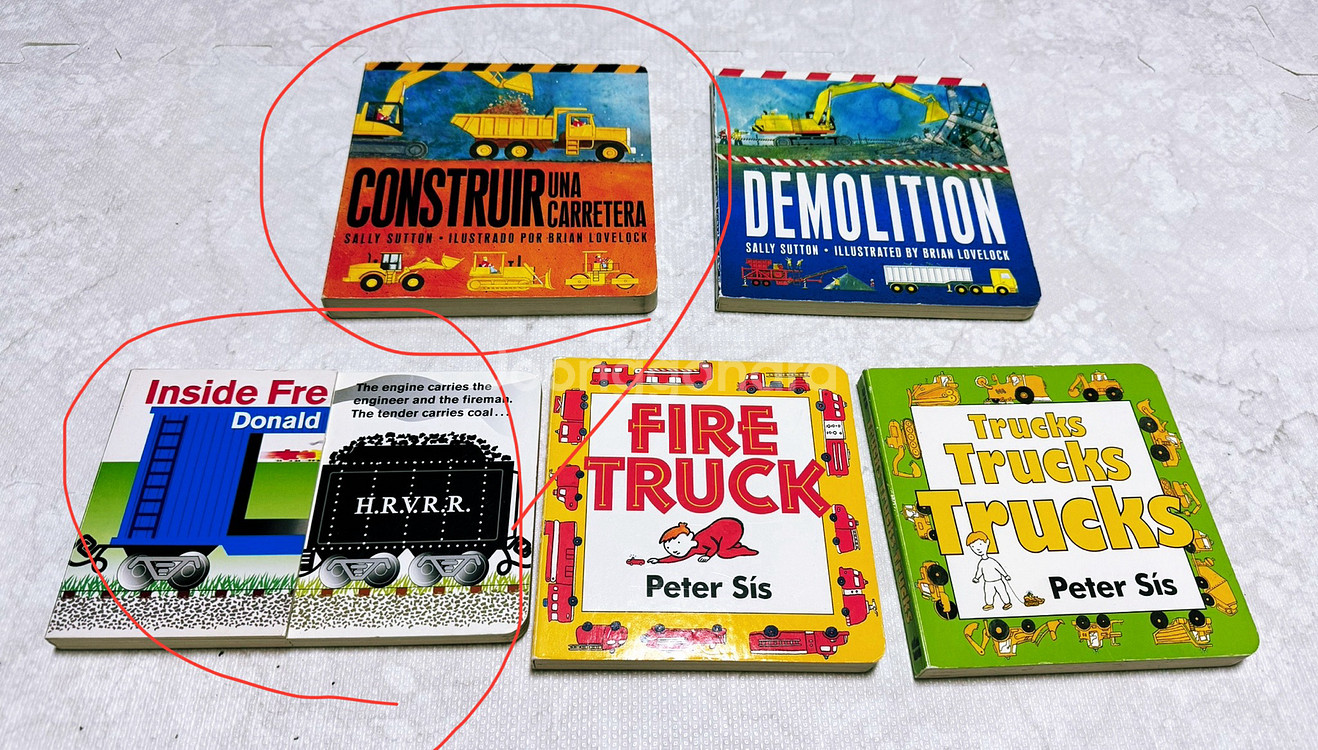 CONSTRUIR UNA CARRETERA
SALLY SUTTON • ILUSTRADO POR BRIAN LOVELOCK
DEMOLITION
SALLY SUTTON • ILLUSTRATED BY BRIAN LOVELOCK
Inside Fre
Donald
The engine carries the
engineer and the fireman.
The tender carries coal...
H.R.V.R.R.
FIRE
TRUCK
Peter Sís
Trucks
Trucks
Trucks
Peter Sís